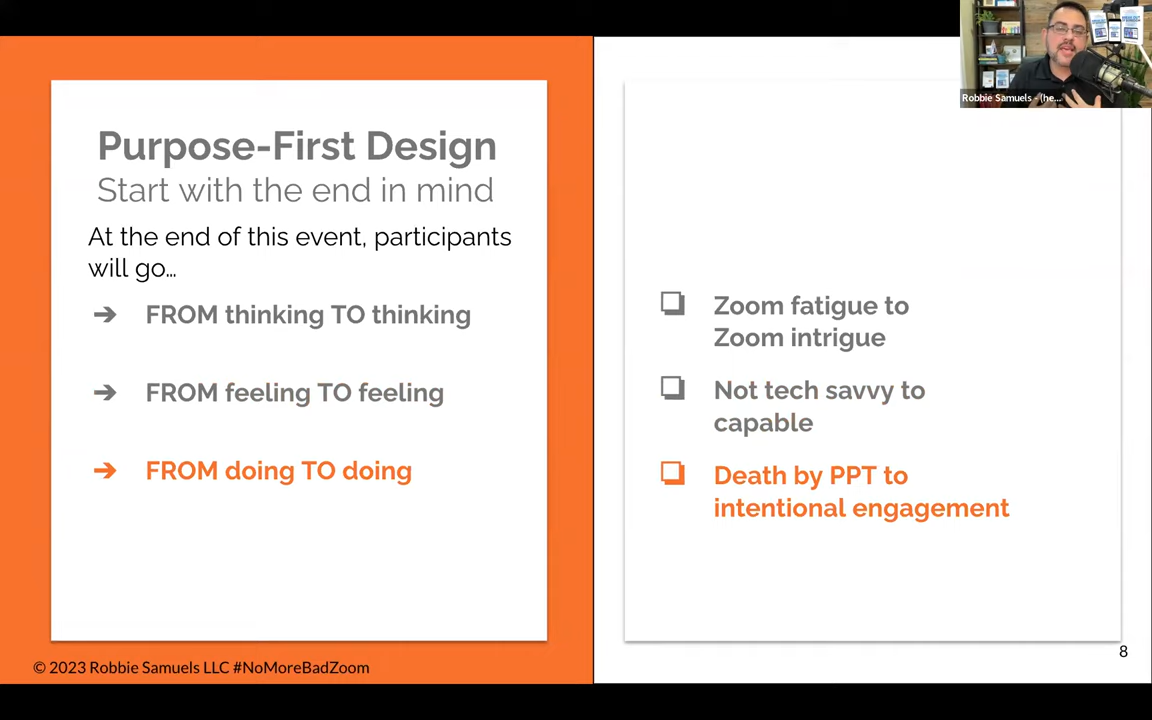 Purpose-First Design
Start with the end in mind
At the end of this event, participants
will go…
➔ FROM thinking TO thinking
➔ FROM feeling TO feeling
➔ FROM doing TO doing
❏ Zoom fatigue to
Zoom intrigue
❏ Not tech savvy to
capable
❏ Death by PPT to
intentional engagement
© 2023 Robbie Samuels LLC #NoMoreBadZoom
8
Robbie Samuels - (he...